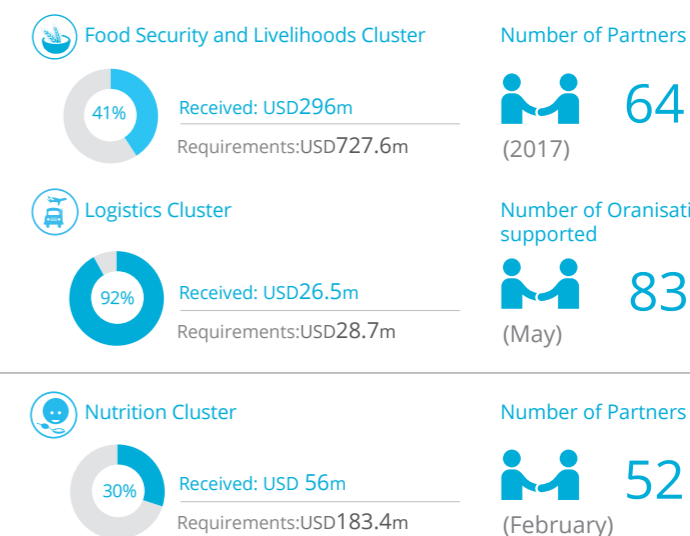 Food Security and Livelihoods Cluster
Number of Partners
41%
Received: USD296m
Requirements:USD727.6m
64
(2017)
Logistics Cluster
Number of
supported
92%
Received: USD26.5m
Requirements:USD28.7m
83
(May)
Nutrition Cluster
Number of Partners
30%
Received: USD 56m
Requirements:USD183.4m
52
(February)